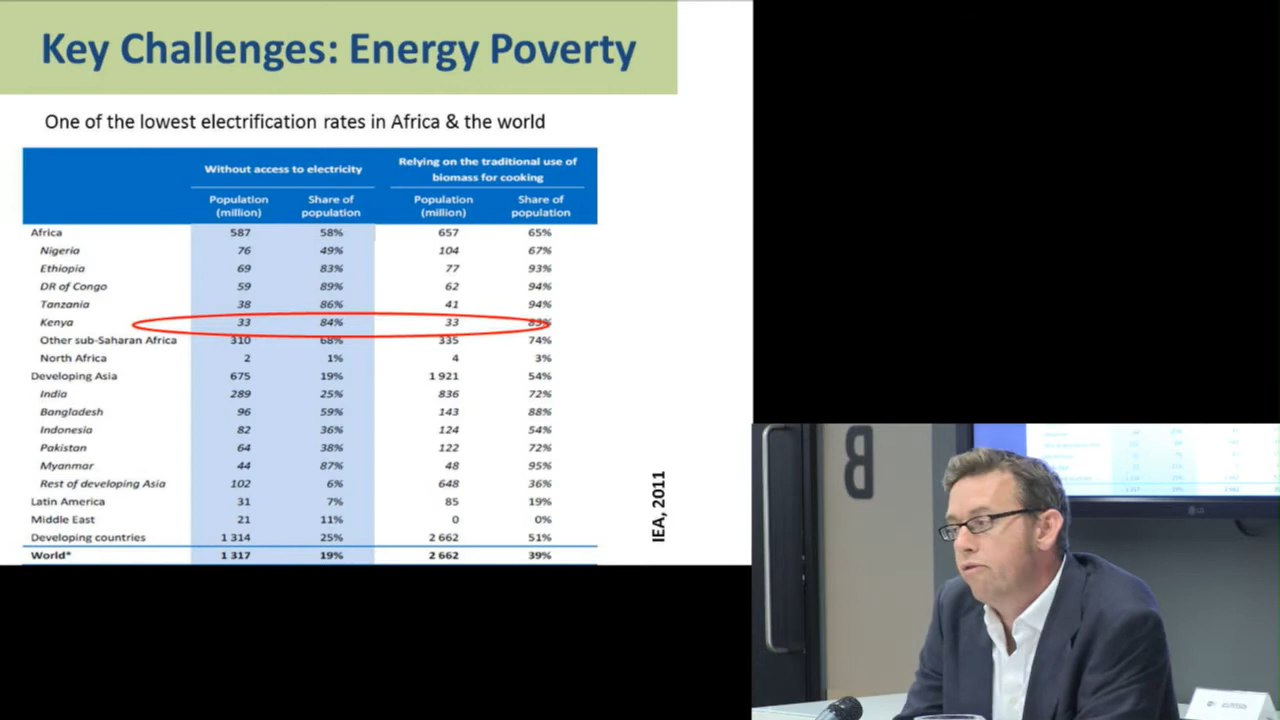 Key Challenges: Energy Poverty
One of the lowest electrification rates in Africa & the world
Without access to electricity Relying on the traditional use of biomass for cooking
Population (million) Share of population Population (million) Share of population
Africa 587 58% 657 65%
Nigeria 76 49% 104 67%
Ethiopia 69 83% 77 93%
DR of Congo 59 89% 62 94%
Tanzania 38 86% 41 94%
Kenya 33 84% 33 83%
Other sub-Saharan Africa 310 68% 335 74%
North Africa 2 1% 4 3%
Developing Asia 675 19% 1 921 54%
India 289 25% 836 72%
Bangladesh 96 59% 143 88%
Indonesia 82 36% 124 54%
Pakistan 64 38% 122 72%
Myanmar 44 87% 48 95%
Rest of developing Asia 102 6% 648 36%
Latin America 31 7% 85 19%
Middle East 21 11% 0 0%
Developing countries 1 314 25% 2 662 51%
World* 1 317 19% 2 662 39%
IEA, 2011
B
LG